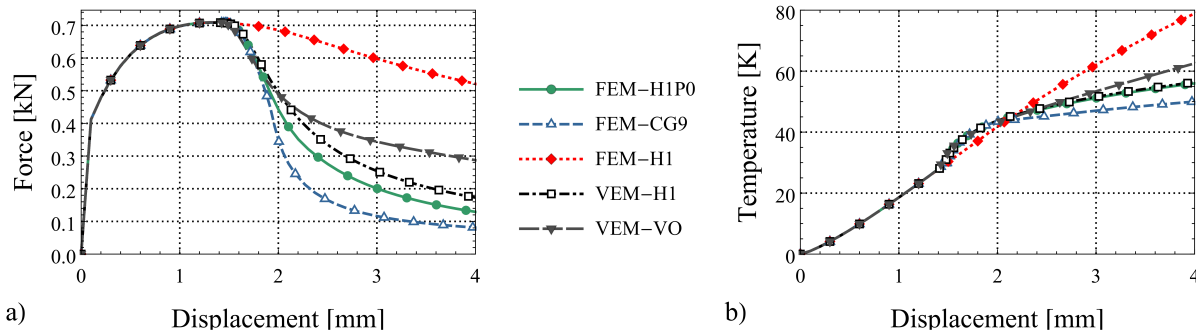 0.7
0.6
0.5
0.4
0.3
0.2
0.1
0.0
Force [kN]
0 1 2 3 4
Displacement [mm]
a)
FEM−H1P0
FEM−CG9
FEM−H1
VEM−H1
VEM−VO
80
60
40
20
0
Temperature [K]
0 1 2 3 4
Displacement [mm]
b)